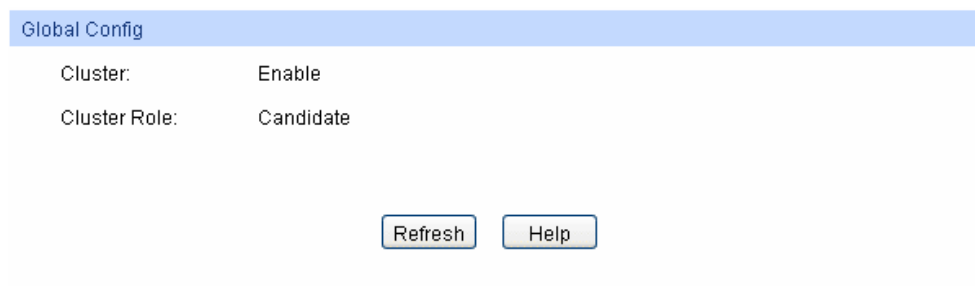 Global Config
Cluster: Enable
Cluster Role: Candidate
Refresh Help